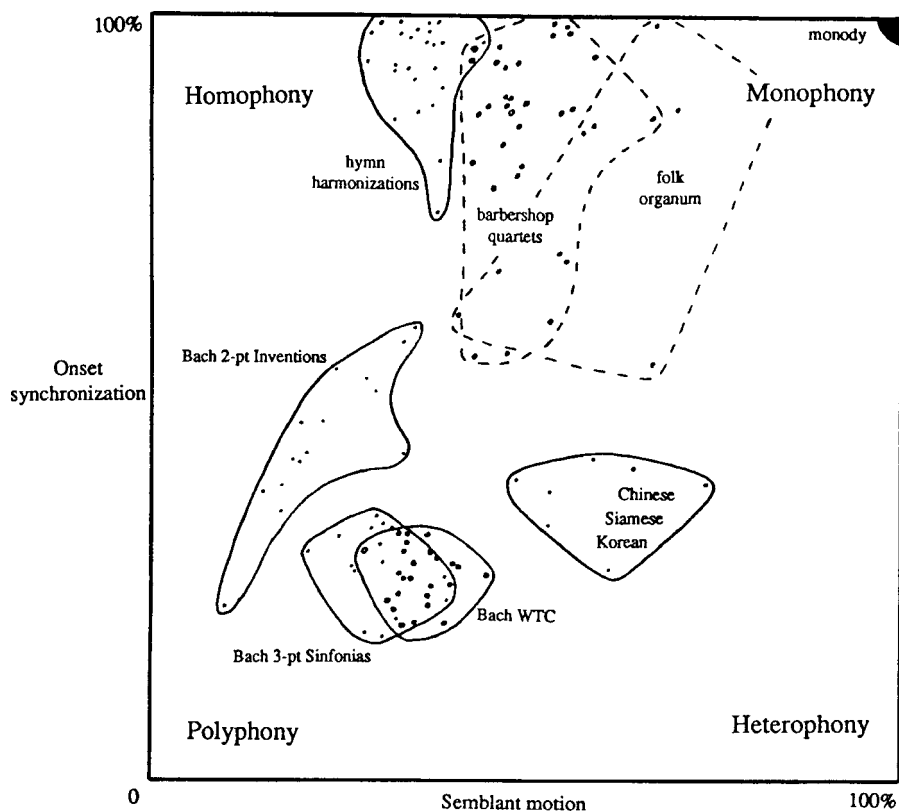 100%
monody
Homophony
Monophony
hymn
harmonizations
folk
organum
barbershop
quartets
Bach 2-pt Inventions
Onset
synchronization
Chinese
Siamese
Korean
Bach WTC
Bach 3-pt Sinfonias
Polyphony
Heterophony
0
Semblant motion
100%